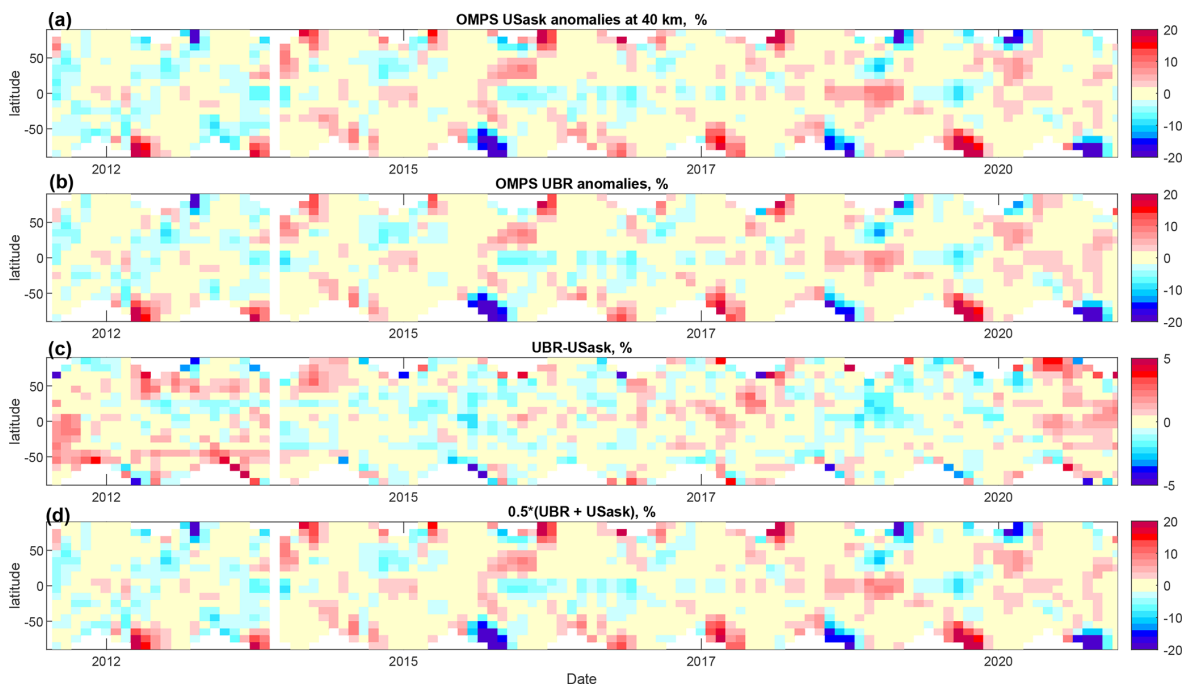 (a)
OMPS USask anomalies at 40 km, %
latitude
50
0
-50
2012 2015 2017 2020
20
10
0
-10
-20
(b)
OMPS UBR anomalies, %
latitude
50
0
-50
2012 2015 2017 2020
20
10
0
-10
-20
(c)
UBR-USask, %
latitude
50
0
-50
2012 2015 2017 2020
5
0
-5
(d)
0.5*(UBR + USask), %
latitude
50
0
-50
2012 2015 2017 2020
20
10
0
-10
-20
Date